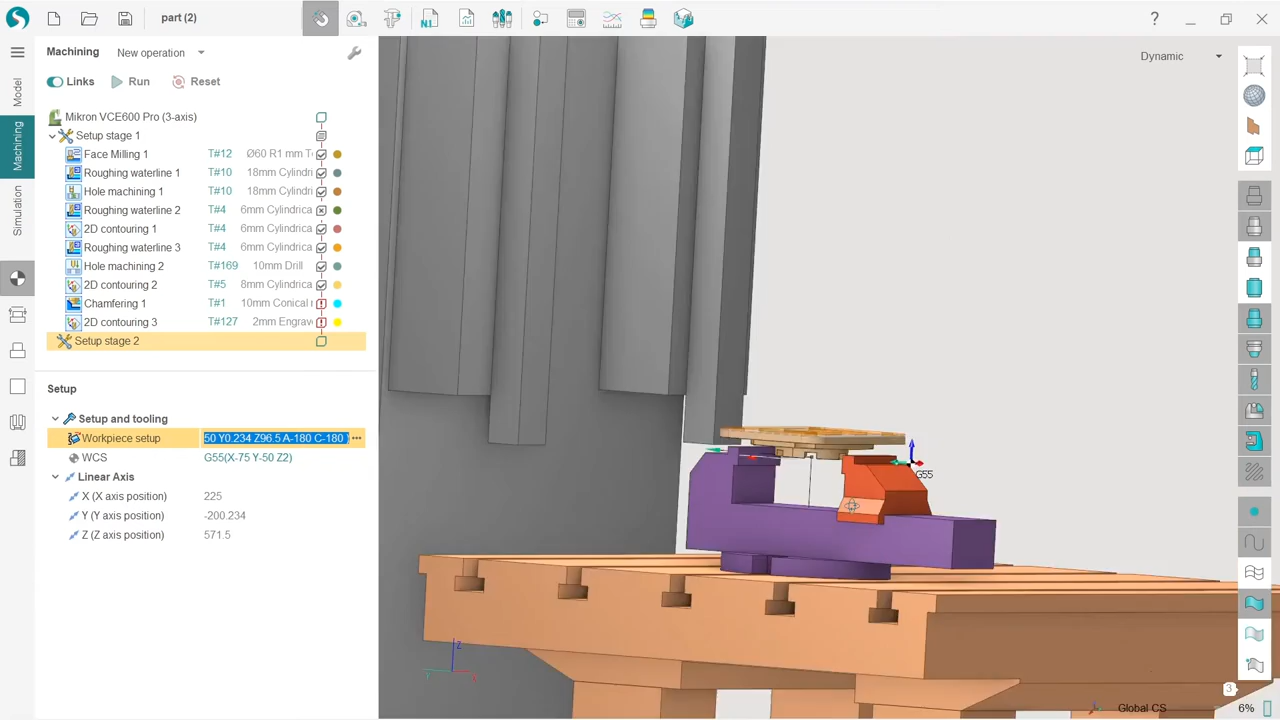 part (2)
Machining
New operation
Links
Run
Reset
Model
Machining
Simulation
Mikron VCE600 Pro (3-axis)
Setup stage 1
Face Milling 1 T#12 Ø60 R1 mm T
Roughing waterline 1 T#10 18mm Cylindri
Hole machining 1 T#10 18mm Cylindri
Roughing waterline 2 T#4 6mm Cylindrica
2D contouring 1 T#4 6mm Cylindrica
Roughing waterline 3 T#4 6mm Cylindrica
Hole machining 2 T#169 10mm Drill
2D contouring 2 T#5 8mm Cylindrica
Chamfering 1 T#1 10mm Conical
2D contouring 3 T#127 2mm Engrav
Setup stage 2
Setup
Setup and tooling
Workpiece setup 50 Y0.234 Z96.5 A-180 C-180
WCS G55(X-75 Y-50 Z2)
Linear Axis
X (X axis position) 225
Y (Y axis position) -200.234
Z (Z axis position) 571.5
Dynamic
G55
Z
3
Global CS
6%